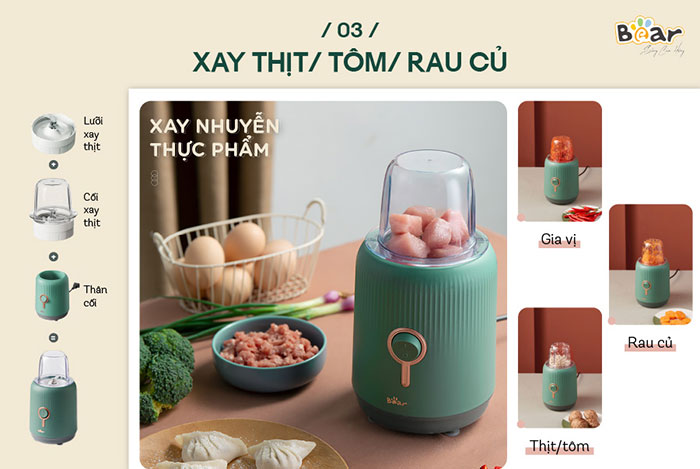 / 03 /
XAY THỊT/ TÔM/ RAU CỦ
Bear
Lưỡi
xay
thịt
Cối
xay
thịt
Thân
cối
XAY NHUYỄN
THỰC PHẨM
Bear
Gia vị
Rau củ
Thịt/tôm